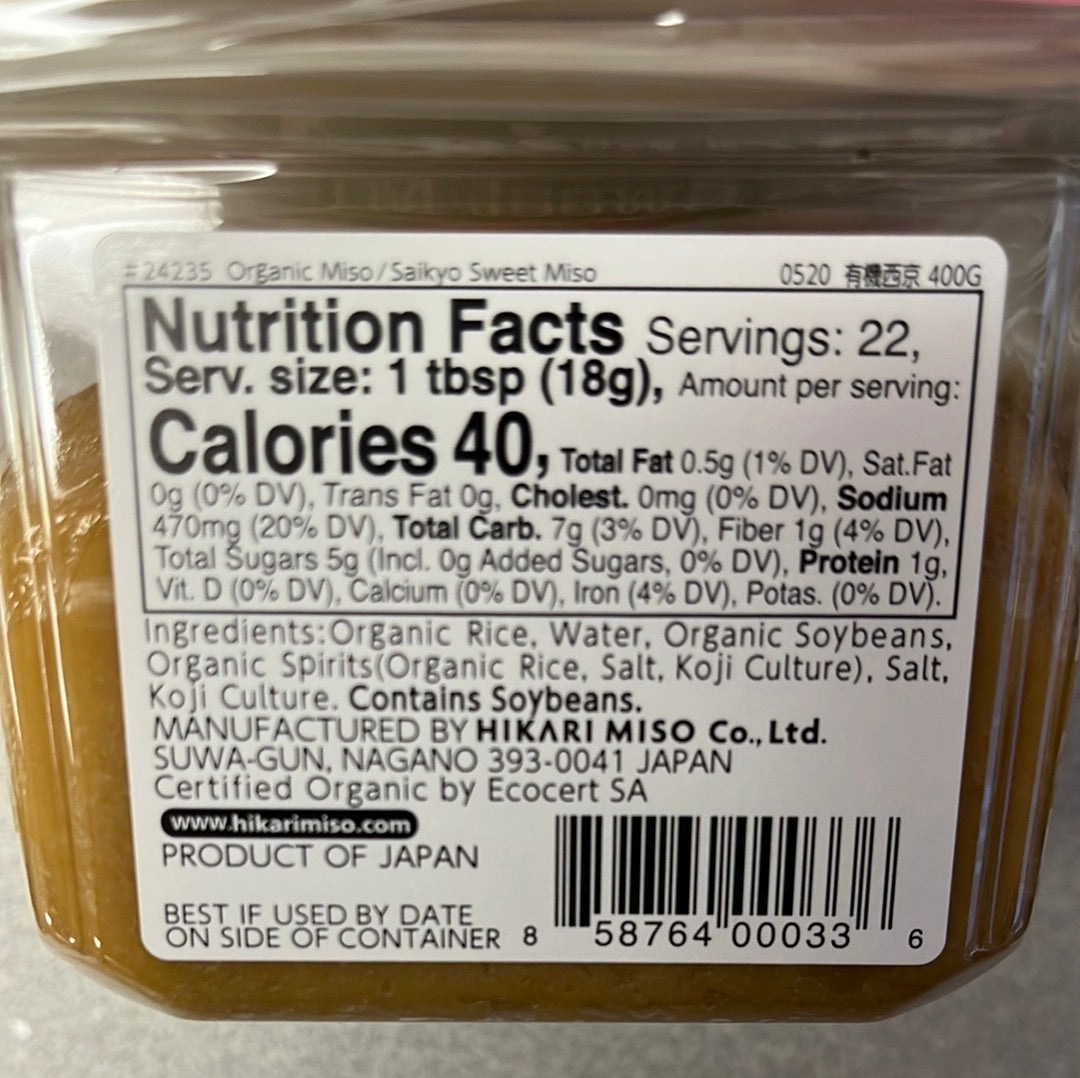 #24235 Organic Miso/Saikyo Sweet Miso 0520 有機西京 400G
Nutrition Facts Servings: 22,
Serv. size: 1 tbsp (18g), Amount per serving:
Calories 40, Total Fat 0.5g (1% DV), Sat.Fat
0g (0% DV), Trans Fat 0g, Cholest. 0mg (0% DV), Sodium
470mg (20% DV), Total Carb. 7g (3% DV), Fiber 1g (4% DV),
Total Sugars 5g (Incl. 0g Added Sugars, 0% DV), Protein 1g,
Vit. D (0% DV), Calcium (0% DV), Iron (4% DV), Potas. (0% DV).
Ingredients:Organic Rice, Water, Organic Soybeans,
Organic Spirits(Organic Rice, Salt, Koji Culture), Salt,
Koji Culture. Contains Soybeans.
MANUFACTURED BY HIKARI MISO Co., Ltd.
SUWA-GUN, NAGANO 393-0041 JAPAN
Certified Organic by Ecocert SA
www.hikarimiso.com
PRODUCT OF JAPAN
BEST IF USED BY DATE
ON SIDE OF CONTAINER
8 58764 00033 6